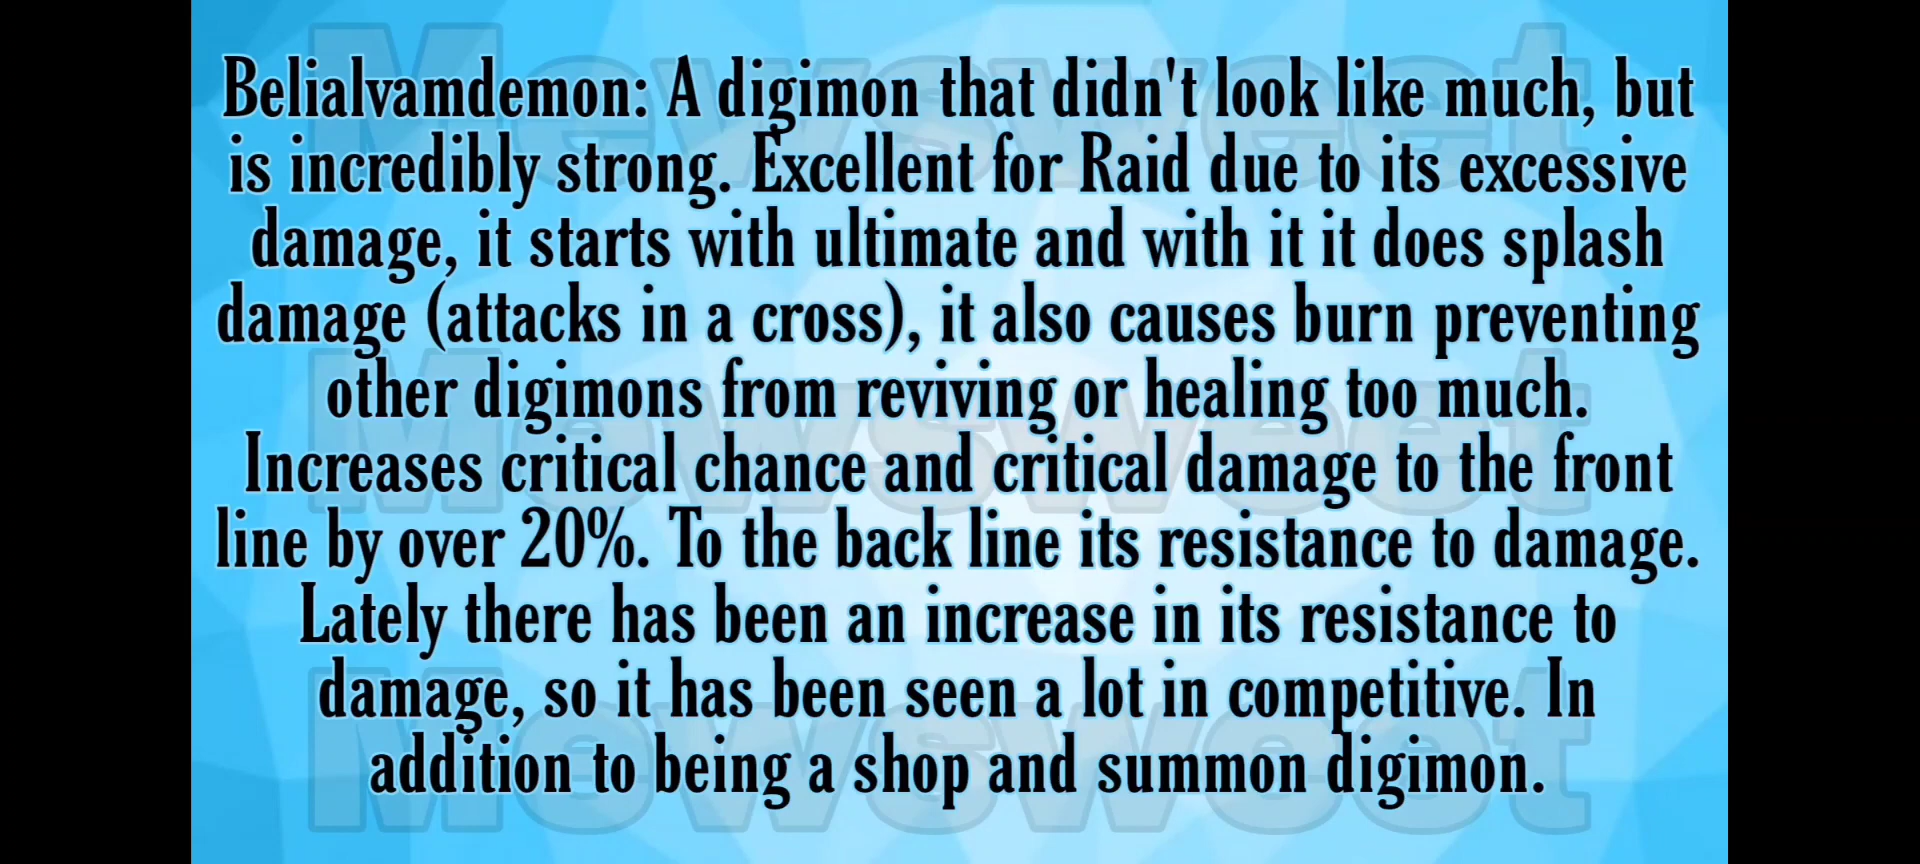 Belialvamdemon: A digimon that didn't look like much, but
is incredibly strong. Excellent for Raid due to its excessive
damage, it starts with ultimate and with it it does splash
damage (attacks in a cross), it also causes burn preventing
other digimons from reviving or healing too much.
Increases critical chance and critical damage to the front
line by over 20%. To the back line its resistance to damage.
Lately there has been an increase in its resistance to
damage, so it has been seen a lot in competitive. In
addition to being a shop and summon digimon.
Mewsweet
Mewsweet
Mewsweet